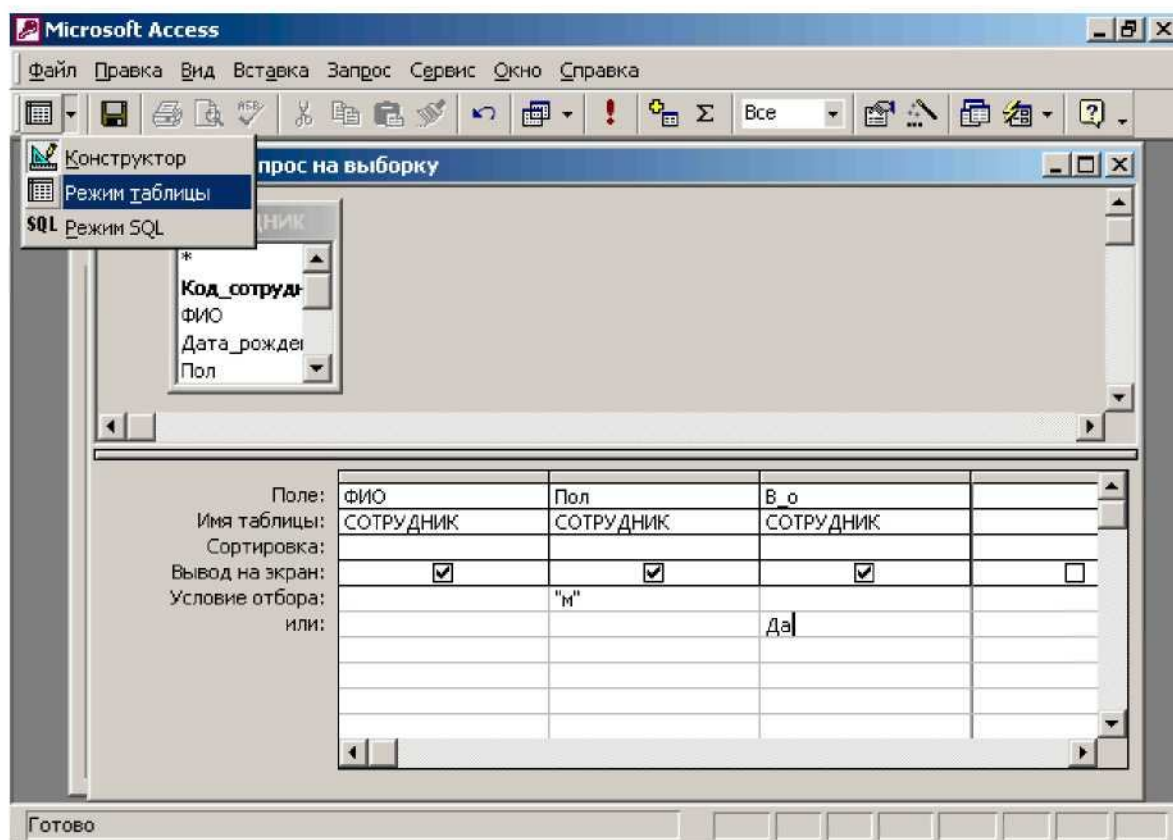 Microsoft Access
Файл Правка Вид Вставка Запрос Сервис Окно Справка
Все
Конструктор
прос на выборку
Режим таблицы
SQL Режим SQL
НИК
*
Код_сотрудн
ФИО
Дата_рожден
Пол
Поле: ФИО Пол В_о
Имя таблицы: СОТРУДНИК СОТРУДНИК СОТРУДНИК
Сортировка:
Вывод на экран:
Условие отбора: "м"
или: Да
Готово